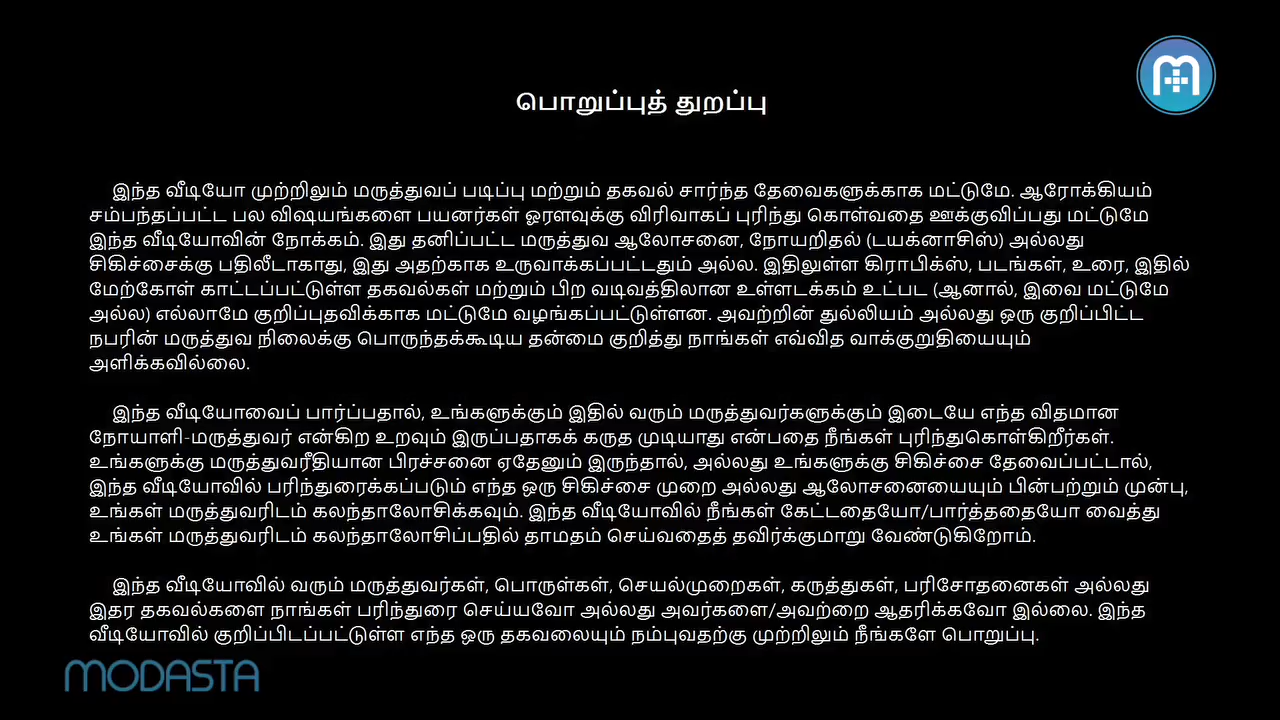 பொறுப்புத் துறப்பு
இந்த வீடியோ முற்றிலும் மருத்துவப் படிப்பு மற்றும் தகவல் சார்ந்த தேவைகளுக்காக மட்டுமே. ஆரோக்கியம்
சம்பந்தப்பட்ட பல விஷயங்களை பயனர்கள் ஓரளவுக்கு விரிவாகப் புரிந்து கொள்வதை ஊக்குவிப்பது மட்டுமே
இந்த வீடியோவின் நோக்கம். இது தனிப்பட்ட மருத்துவ ஆலோசனை, நோயறிதல் (டயக்னாசிஸ்) அல்லது
சிகிச்சைக்கு பதிலீடாகாது, இது அதற்காக உருவாக்கப்பட்டதும் அல்ல. இதிலுள்ள கிராபிக்ஸ், படங்கள், உரை, இதில்
மேற்கோள் காட்டப்பட்டுள்ள தகவல்கள் மற்றும் பிற வடிவத்திலான உள்ளடக்கம் உட்பட (ஆனால், இவை மட்டுமே
அல்ல) எல்லாமே குறிப்புதவிக்காக மட்டுமே வழங்கப்பட்டுள்ளன. அவற்றின் துல்லியம் அல்லது ஒரு குறிப்பிட்ட
நபரின் மருத்துவ நிலைக்கு பொருந்தக்கூடிய தன்மை குறித்து நாங்கள் எவ்வித வாக்குறுதியையும்
அளிக்கவில்லை.
இந்த வீடியோவைப் பார்ப்பதால், உங்களுக்கும் இதில் வரும் மருத்துவர்களுக்கும் இடையே எந்த விதமான
நோயாளி-மருத்துவர் என்கிற உறவும் இருப்பதாகக் கருத முடியாது என்பதை நீங்கள் புரிந்துகொள்கிறீர்கள்.
உங்களுக்கு மருத்துவரீதியான பிரச்சனை ஏதேனும் இருந்தால், அல்லது உங்களுக்கு சிகிச்சை தேவைப்பட்டால்,
இந்த வீடியோவில் பரிந்துரைக்கப்படும் எந்த ஒரு சிகிச்சை முறை அல்லது ஆலோசனையையும் பின்பற்றும் முன்பு,
உங்கள் மருத்துவரிடம் கலந்தாலோசிக்கவும். இந்த வீடியோவில் நீங்கள் கேட்டதையோ/பார்த்ததையோ வைத்து
உங்கள் மருத்துவரிடம் கலந்தாலோசிப்பதில் தாமதம் செய்வதைத் தவிர்க்குமாறு வேண்டுகிறோம்.
இந்த வீடியோவில் வரும் மருத்துவர்கள், பொருள்கள், செயல்முறைகள், கருத்துகள், பரிசோதனைகள் அல்லது
இதர தகவல்களை நாங்கள் பரிந்துரை செய்யவோ அல்லது அவர்களை/அவற்றை ஆதரிக்கவோ இல்லை. இந்த
வீடியோவில் குறிப்பிடப்பட்டுள்ள எந்த ஒரு தகவலையும் நம்புவதற்கு முற்றிலும் நீங்களே பொறுப்பு.
MODASTA